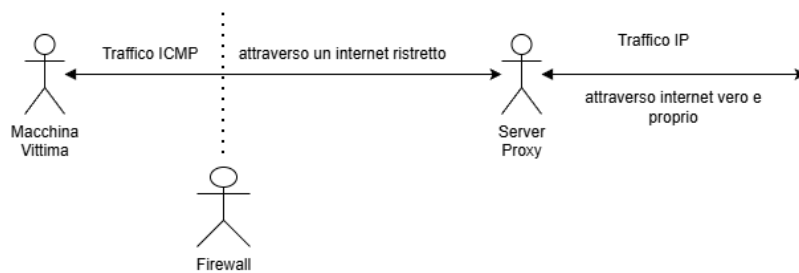 Traffico ICMP
attraverso un internet ristretto
Traffico IP
attraverso internet vero e
proprio
Macchina
Vittima
Server
Proxy
Firewall